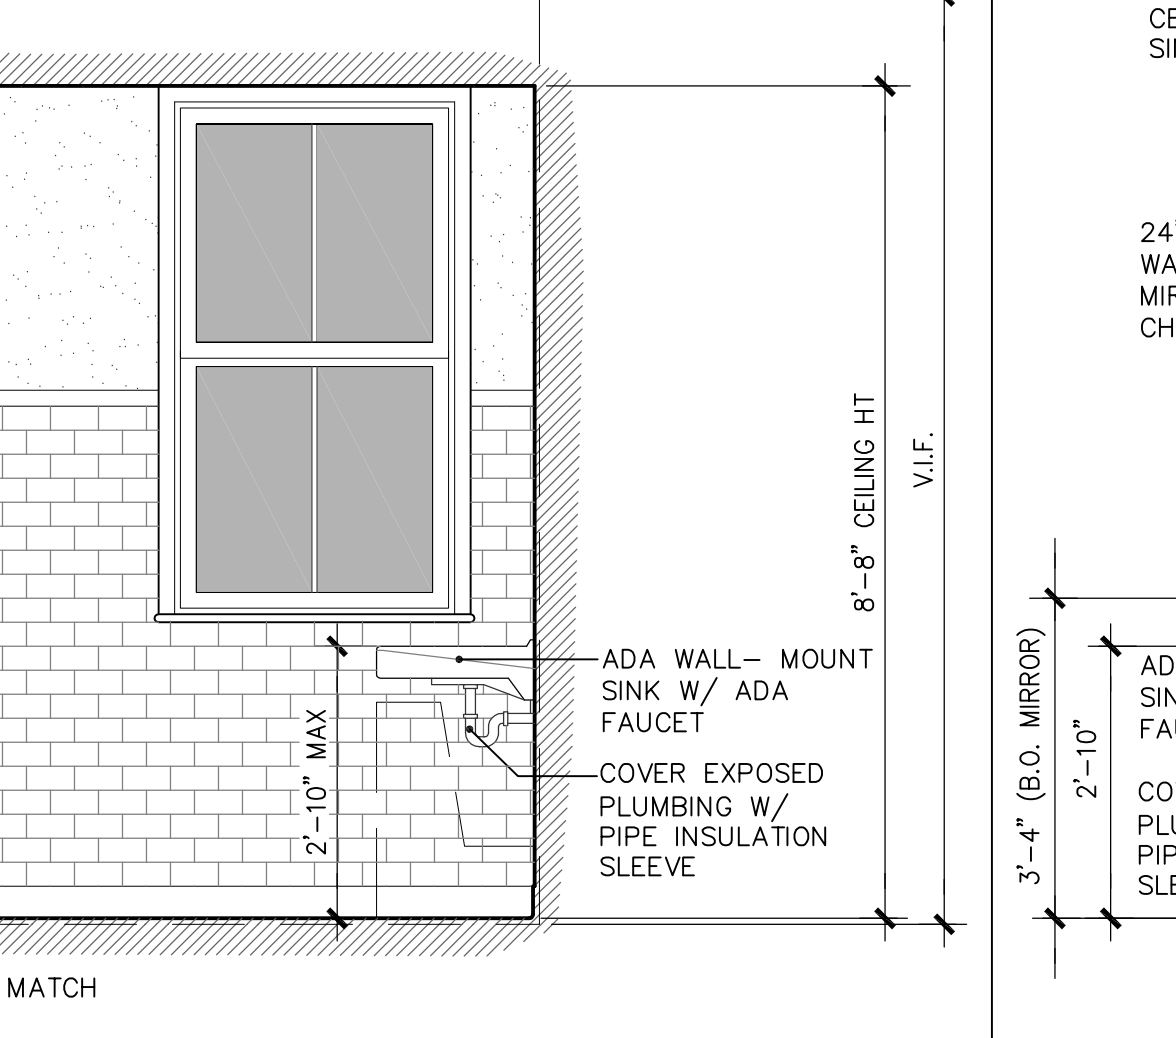 8'-8" CEILING HT
V.I.F.
ADA WALL- MOUNT
SINK W/ ADA
FAUCET
2'-10" MAX
COVER EXPOSED
PLUMBING W/
PIPE INSULATION
SLEEVE
MATCH
24"
3'-4" (B.O. MIRROR)
2'-10"